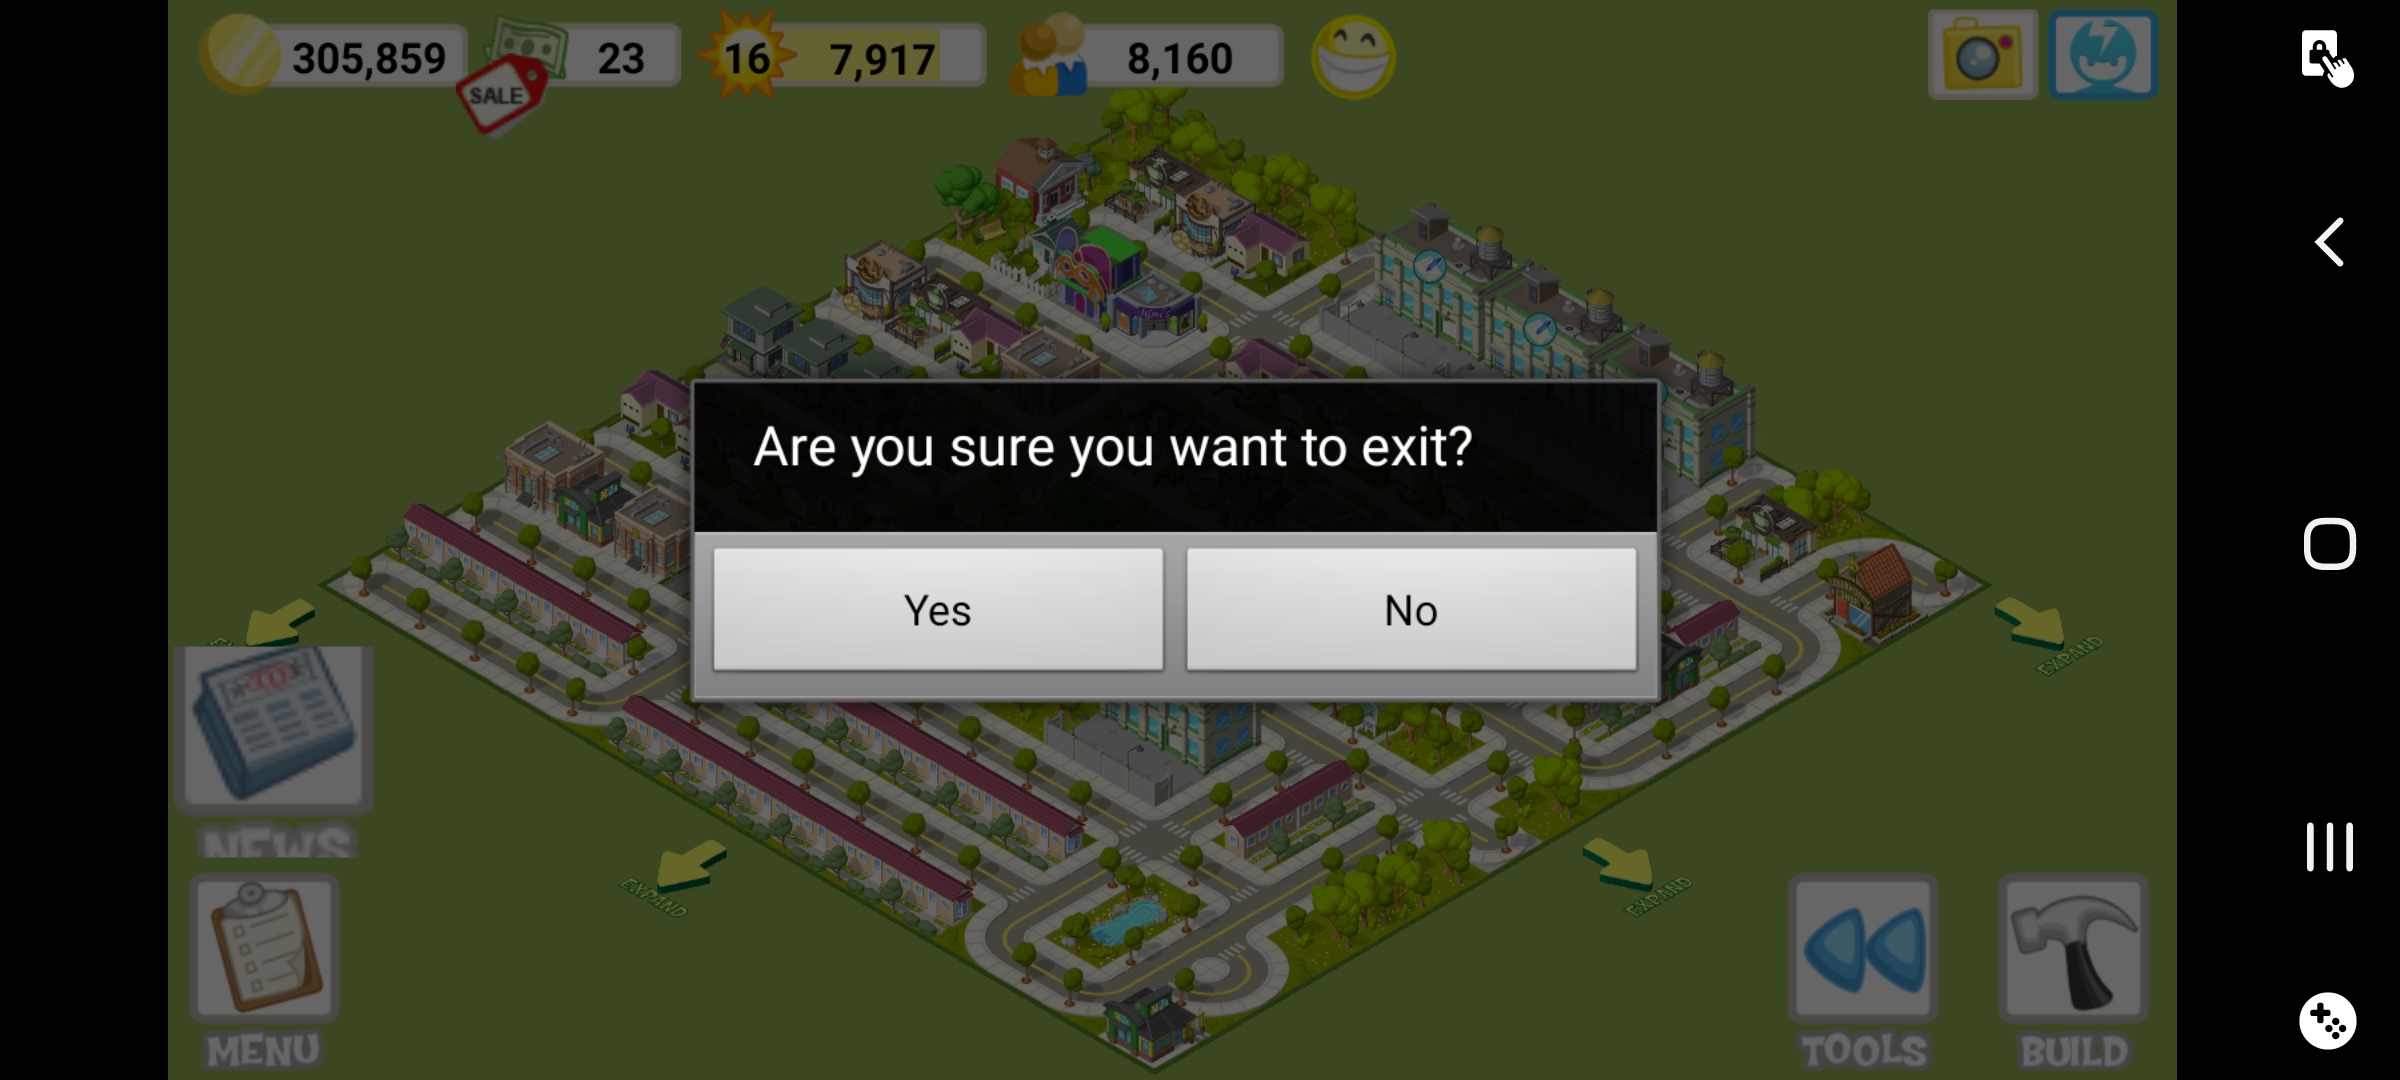 305,859
SALE
23
16
7,917
8,160
Mimi's
Are you sure you want to exit?
Yes
No
EXPAND
EXPAND
EXPAND
NEWS
MENU
TOOLS
BUILD